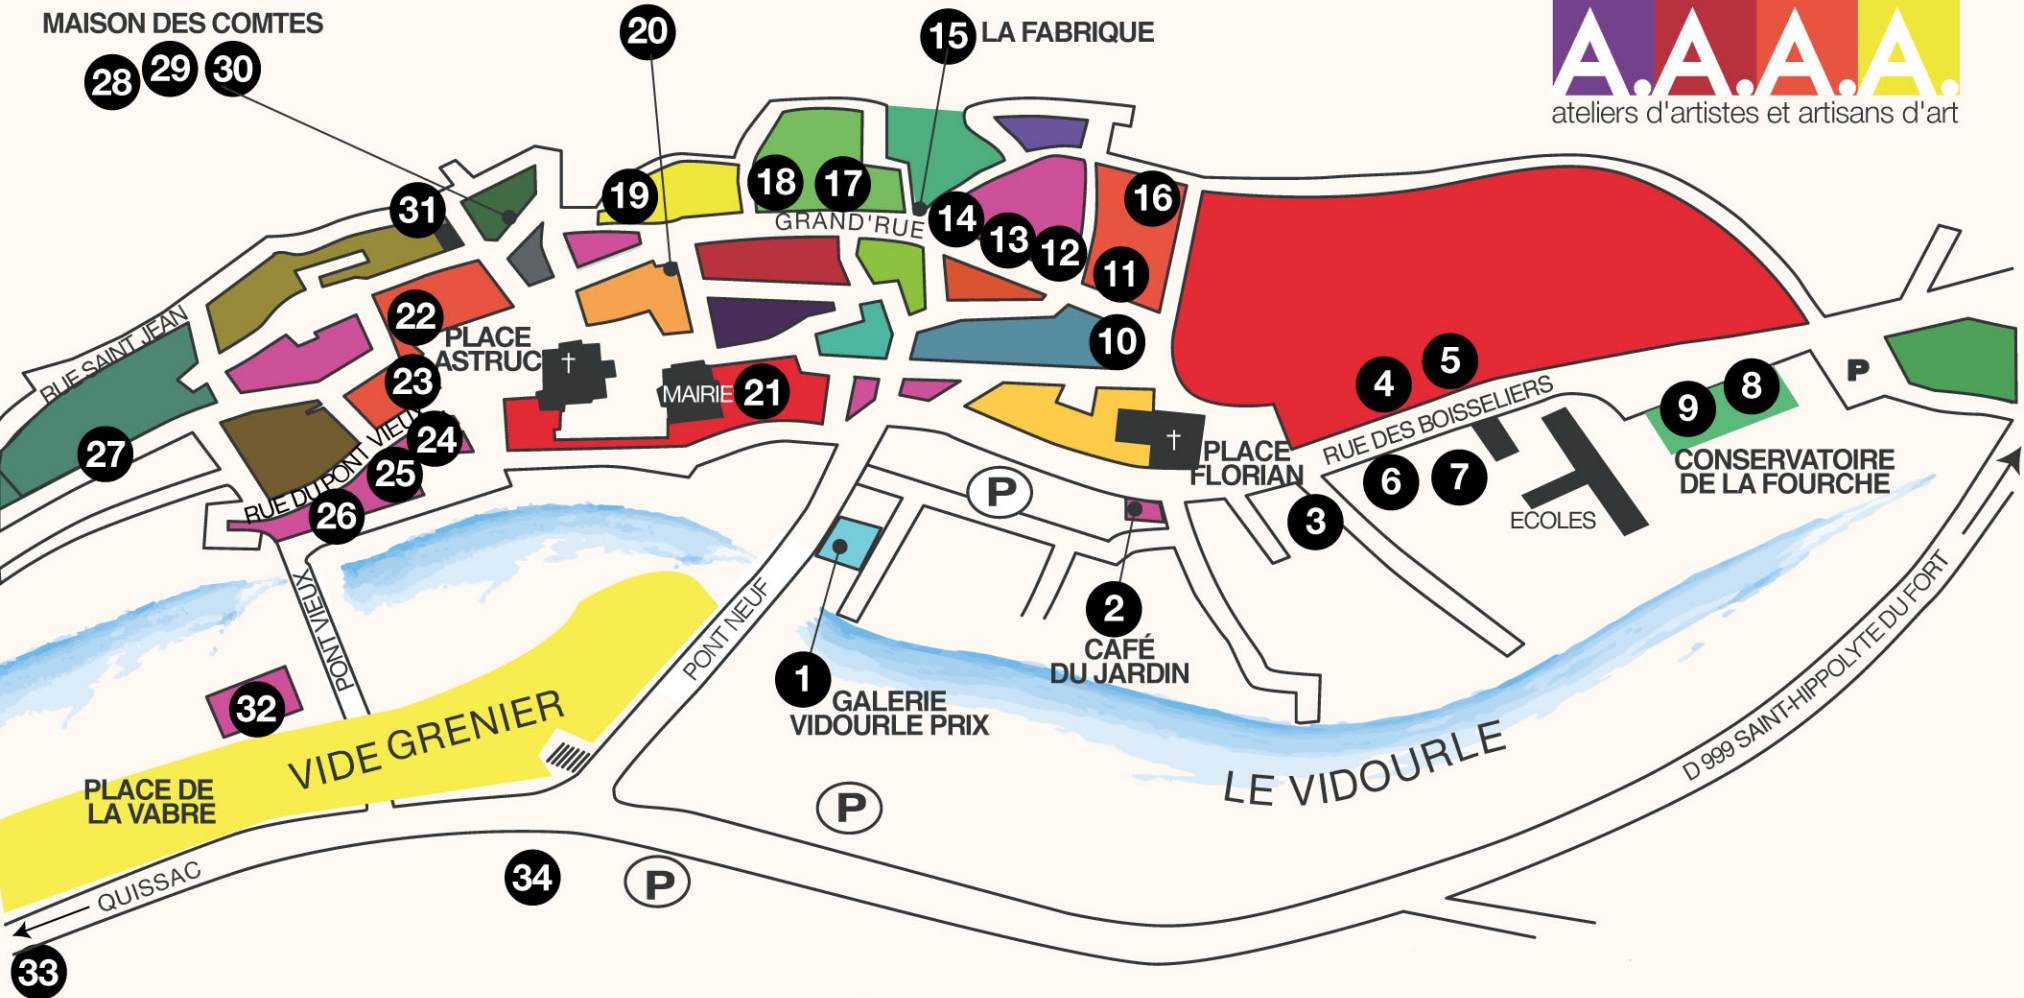 MAISON DES COMTES
28 29 30
20
15 LA FABRIQUE
A.A.A.A.
ateliers d'artistes et artisans d'art
31
19
18
17
GRAND'RUE
14
13
12
16
11
10
RUE SAINT JEAN
22
PLACE
ASTRUC
23
MAIRIE
21
24
25
26
RUE DU PONT VIEUX
27
4
5
RUE DES BOISSELIERS
9
8
P
CONSERVATOIRE
DE LA FOURCHE
PLACE
FLORIAN
6
7
3
ECOLES
P
PONT VIEUX
PONT NEUF
2
CAFÉ
DU JARDIN
1
GALERIE
VIDOURLE PRIX
32
VIDE GRENIER
PLACE DE
LA VABRE
LE VIDOURLE
D 999 SAINT-HIPPOLYTE DU FORT
P
34
P
QUISSAC
33